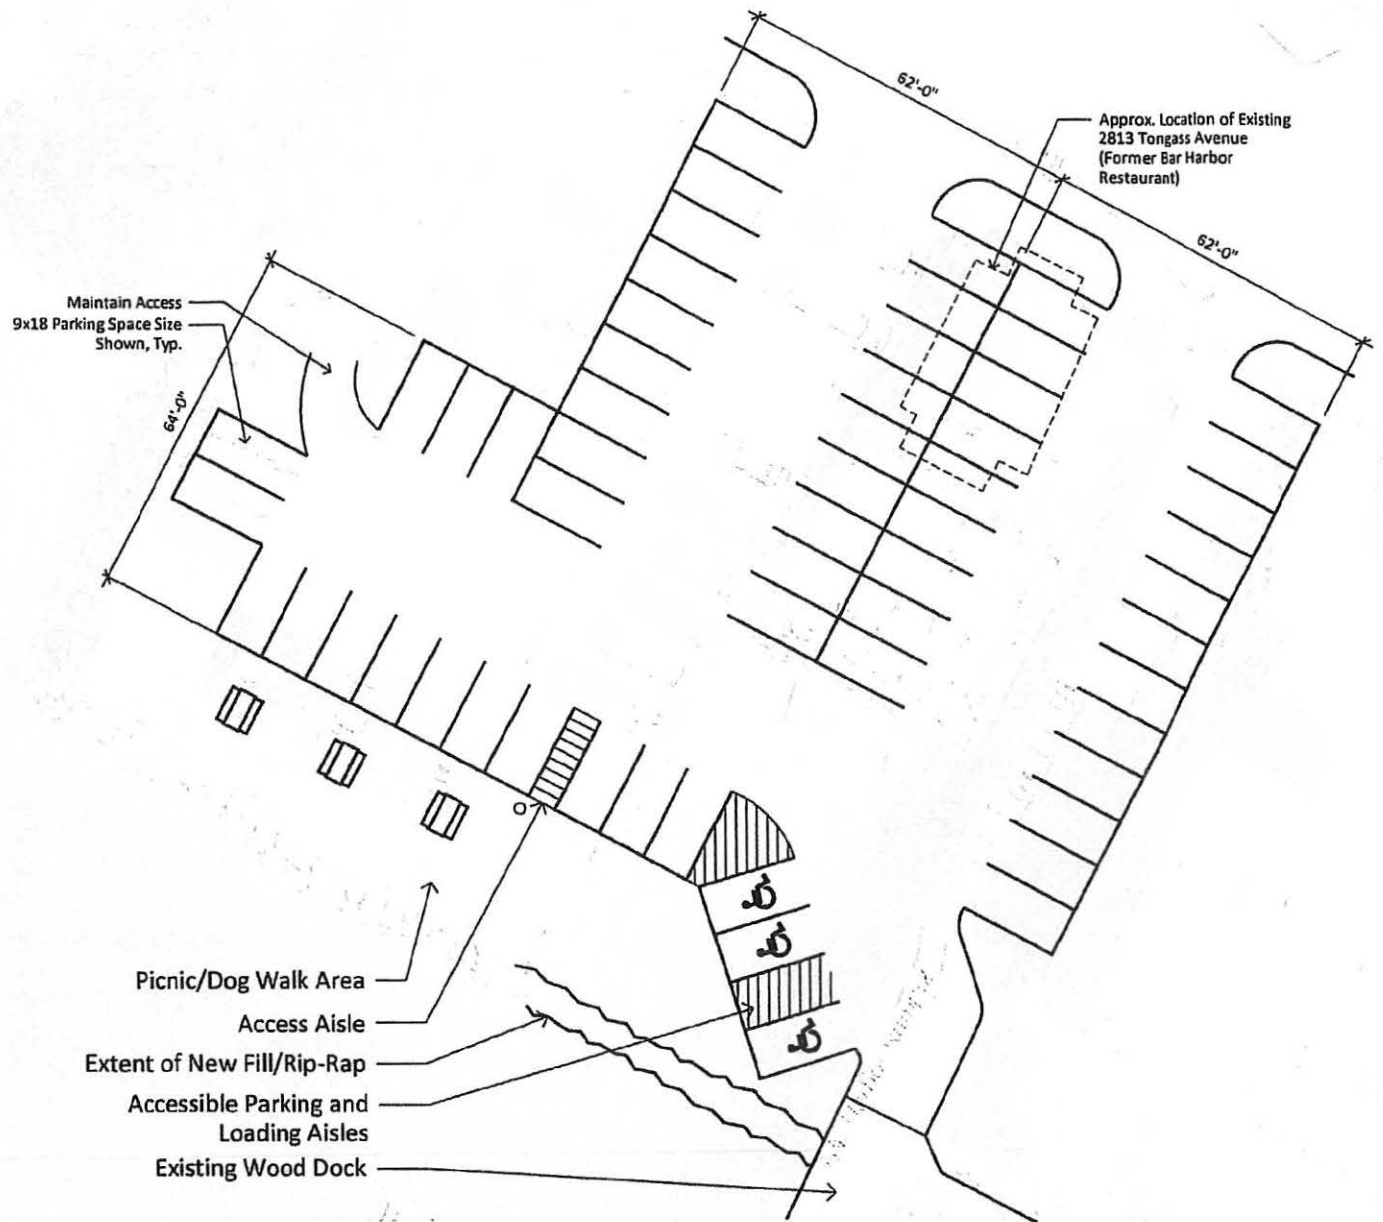 62'-0"
Approx. Location of Existing
2813 Tongass Avenue
(Former Bar Harbor
Restaurant)
62'-0"
Maintain Access
9x18 Parking Space Size
Shown, Typ.
64'-0"
Picnic/Dog Walk Area
Access Aisle
Extent of New Fill/Rip-Rap
Accessible Parking and
Loading Aisles
Existing Wood Dock